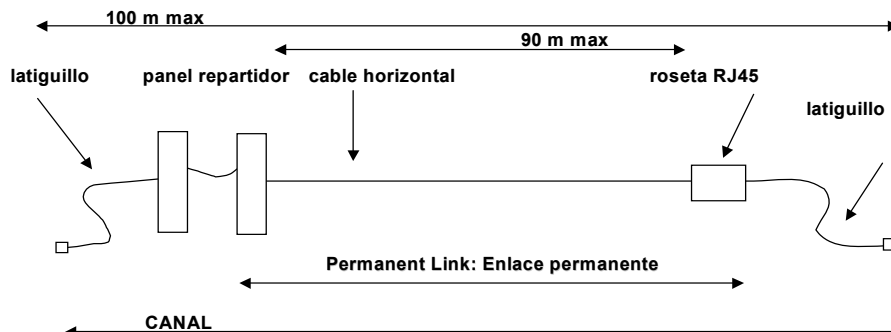 100 m max
90 m max
latiguillo
panel repartidor
cable horizontal
roseta RJ45
latiguillo
Permanent Link: Enlace permanente
CANAL